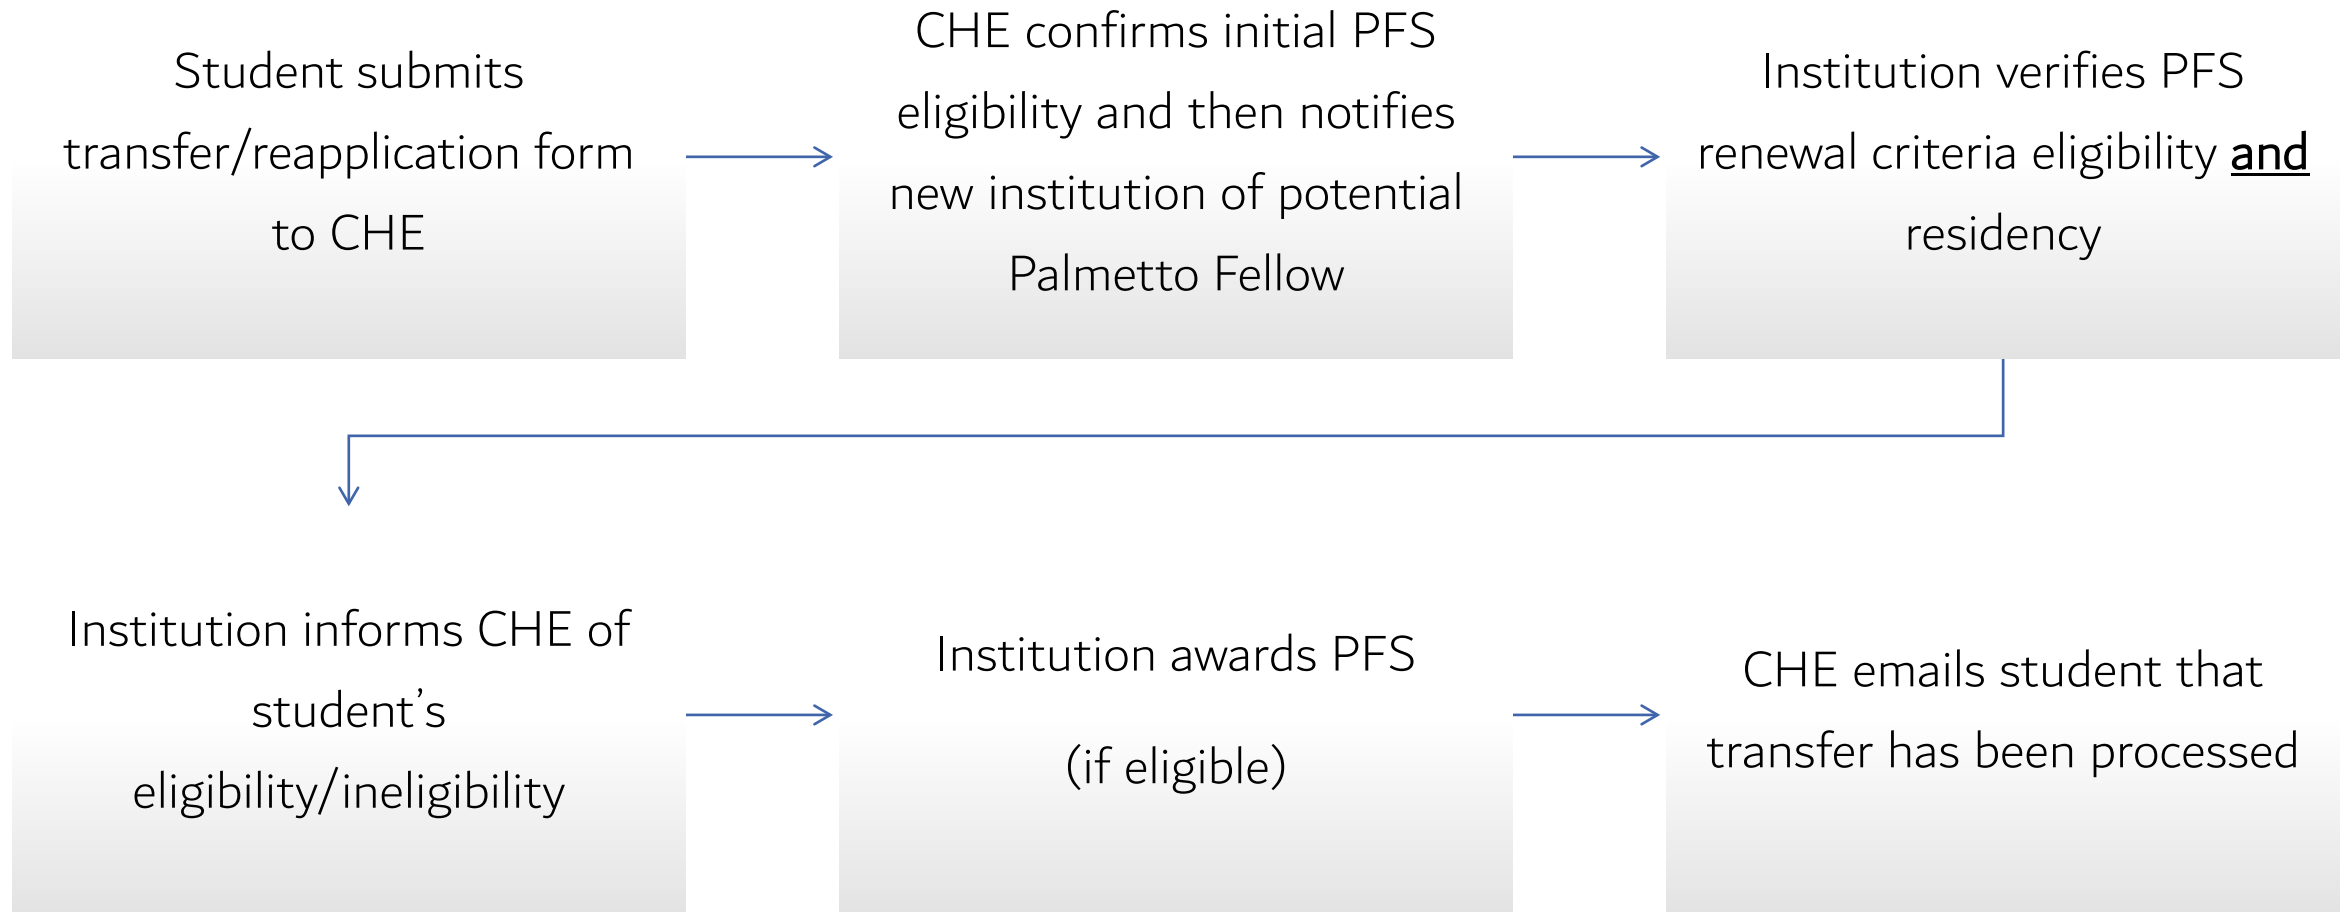 Student submits
transfer/reapplication form
to CHE
CHE confirms initial PFS
eligibility and then notifies
new institution of potential
Palmetto Fellow
Institution verifies PFS
renewal criteria eligibility and
residency
Institution informs CHE of
student’s
eligibility/ineligibility
Institution awards PFS
(if eligible)
CHE emails student that
transfer has been processed